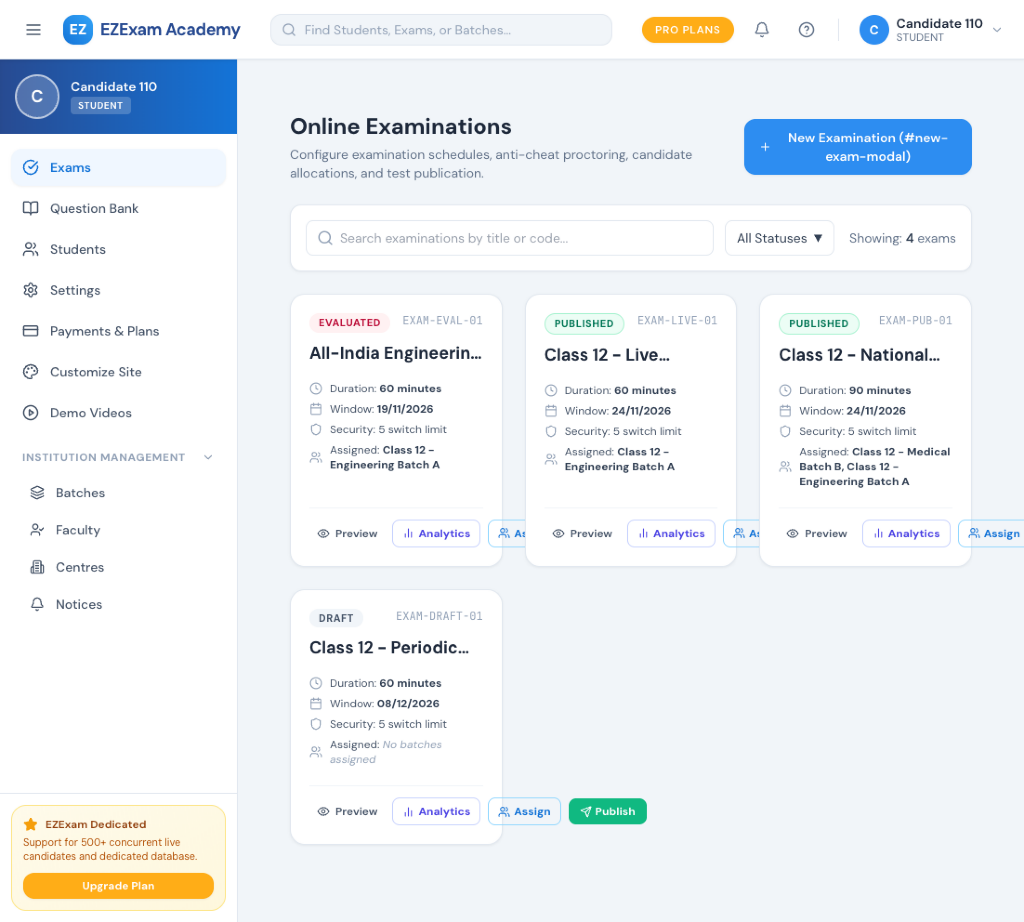 EZ EZExam Academy
Find Students, Exams, or Batches...
PRO PLANS
C
Candidate 110
STUDENT
C
Candidate 110
STUDENT
Exams
Question Bank
Students
Settings
Payments & Plans
Customize Site
Demo Videos
INSTITUTION MANAGEMENT
Batches
Faculty
Centres
Notices
EZExam Dedicated
Support for 500+ concurrent live
candidates and dedicated database.
Upgrade Plan
Online Examinations
Configure examination schedules, anti-cheat proctoring, candidate
allocations, and test publication.
+ New Examination (#new-
exam-modal)
Search examinations by title or code...
All Statuses ▼
Showing: 4 exams
EVALUATED EXAM-EVAL-01
All-India Engineerin...
Duration: 60 minutes
Window: 19/11/2026
Security: 5 switch limit
Assigned: Class 12 -
Engineering Batch A
Preview Analytics As
PUBLISHED EXAM-LIVE-01
Class 12 - Live...
Duration: 60 minutes
Window: 24/11/2026
Security: 5 switch limit
Assigned: Class 12 -
Engineering Batch A
Preview Analytics As
PUBLISHED EXAM-PUB-01
Class 12 - National...
Duration: 90 minutes
Window: 24/11/2026
Security: 5 switch limit
Assigned: Class 12 - Medical
Batch B, Class 12 -
Engineering Batch A
Preview Analytics Assign
DRAFT EXAM-DRAFT-01
Class 12 - Periodic...
Duration: 60 minutes
Window: 08/12/2026
Security: 5 switch limit
Assigned: No batches
assigned
Preview Analytics Assign Publish